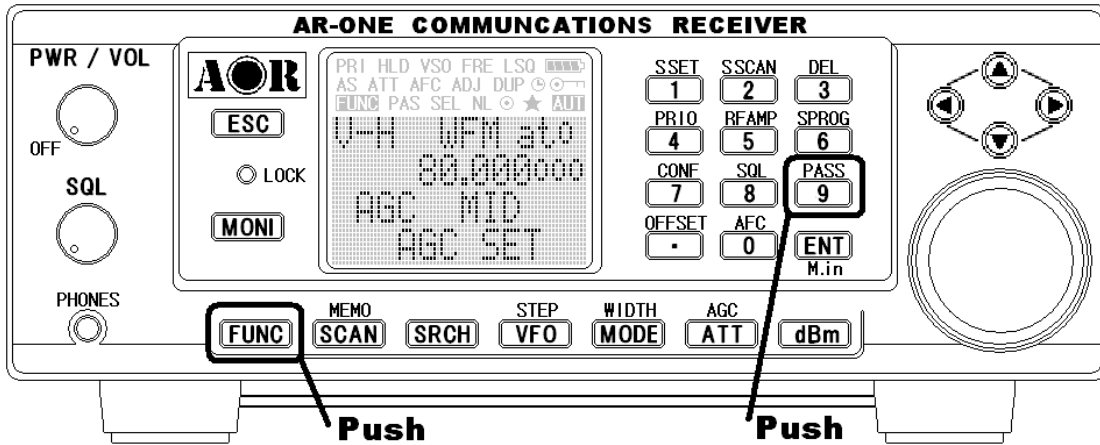 AR-ONE COMMUNCATIONS RECEIVER
PWR / VOL
OFF
SQL
PHONES
AOR
ESC
LOCK
MONI
PRI HLD VSO FRE LSQ
AS ATT AFC ADJ DUP
FUNC PAS SEL NL AUT
V-H WFM ato
80.000000
AGC MID
AGC SET
SSET SSCAN DEL
1 2 3
PRIO RFAMP SPROG
4 5 6
CONF SQL PASS
7 8 9
OFFSET AFC
. 0 ENT
M.in
MEMO STEP WIDTH AGC
FUNC SCAN SRCH VFO MODE ATT dBm
Push
Push